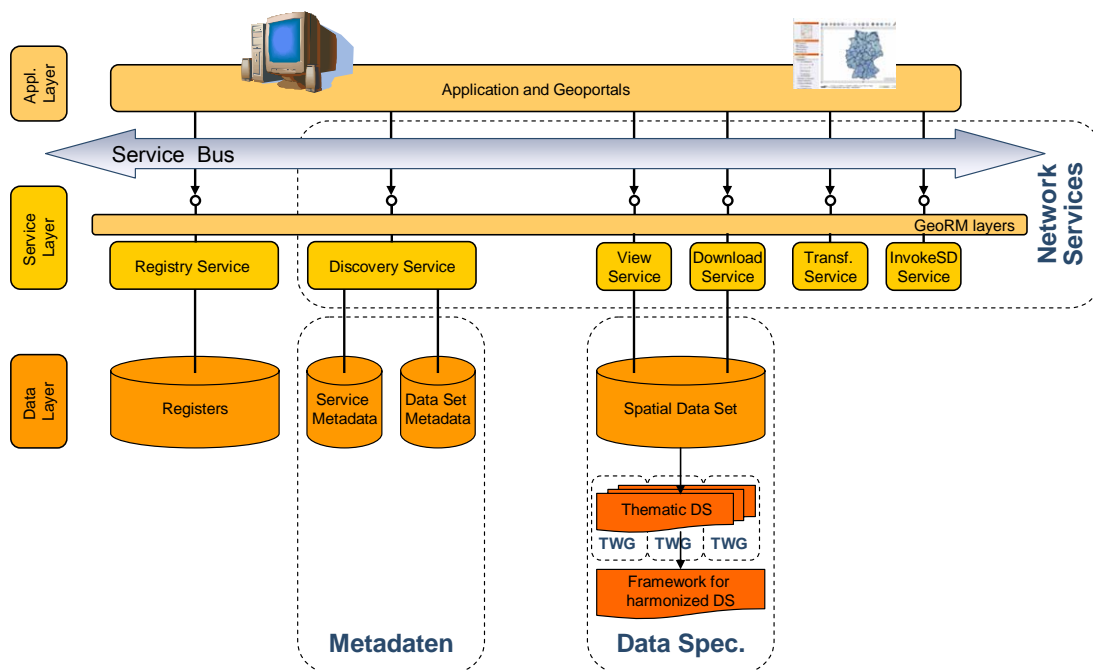 Appl.
Layer
Application and Geoportals
Service Bus
Network
Services
Service
Layer
GeoRM layers
Registry Service
Discovery Service
View
Service
Download
Service
Transf.
Service
InvokeSD
Service
Data
Layer
Registers
Service
Metadata
Data Set
Metadata
Spatial Data Set
Thematic DS
TWG
TWG
TWG
Framework for
harmonized DS
Metadaten
Data Spec.